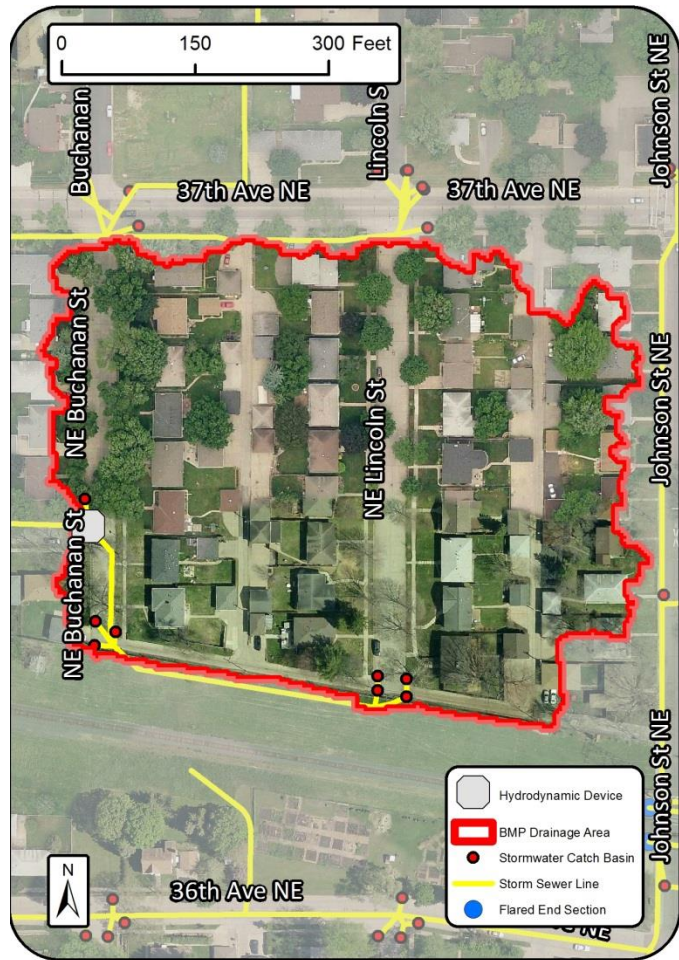 0 150 300 Feet
Buchanan
Lincoln S
Johnson St NE
37th Ave NE
37th Ave NE
NE Buchanan St
NE Lincoln St
Johnson St NE
NE Buchanan St
Johnson St NE
Hydrodynamic Device
BMP Drainage Area
Stormwater Catch Basin
Storm Sewer Line
Flared End Section
N
36th Ave NE
NE